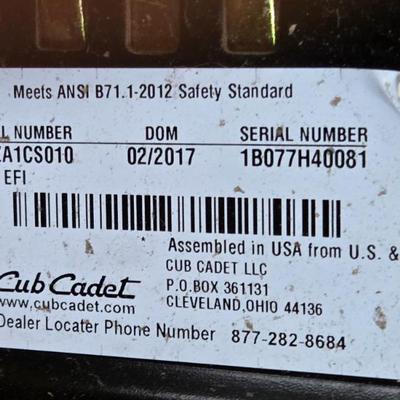 Meets ANSI B71.1-2012 Safety Standard
L NUMBER DOM SERIAL NUMBER
ZA1CS010 02/2017 1B077H40081
EFI
Assembled in USA from U.S. &
Cub Cadet CUB CADET LLC
www.cubcadet.com P.O.BOX 361131
CLEVELAND,OHIO 44136
Dealer Locater Phone Number 877-282-8684